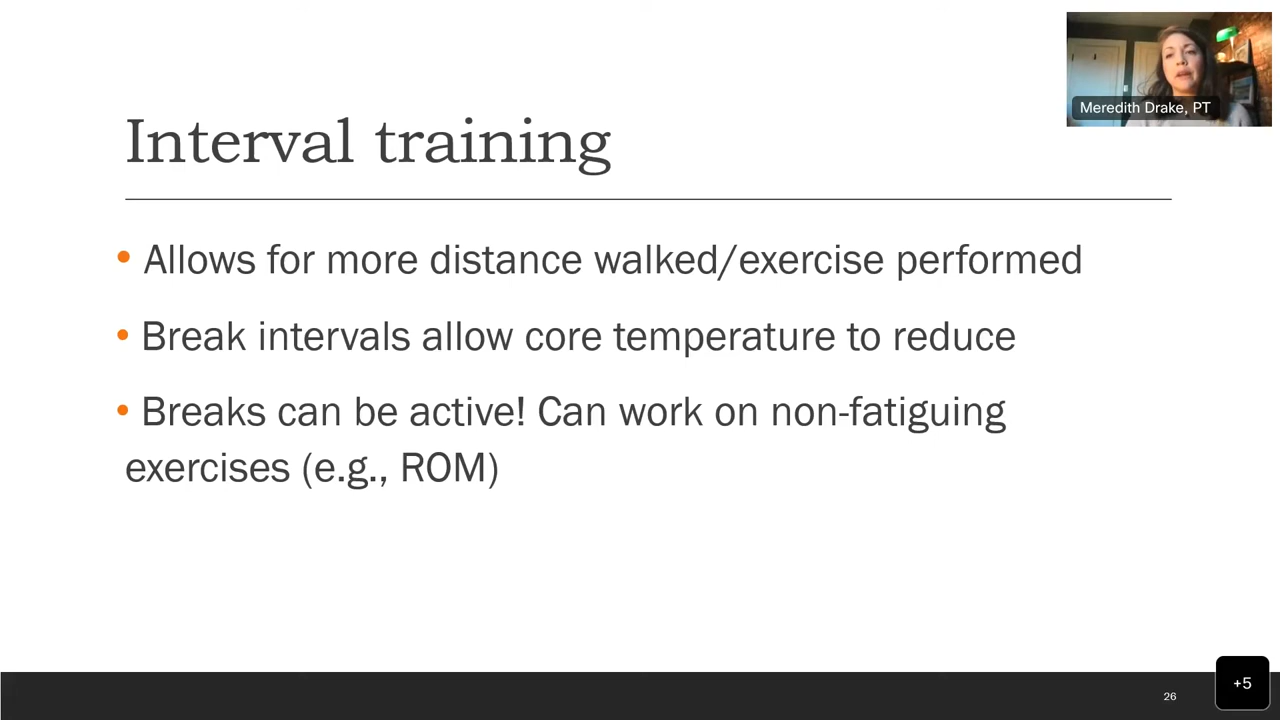 Meredith Drake, PT
Interval training
• Allows for more distance walked/exercise performed
• Break intervals allow core temperature to reduce
• Breaks can be active! Can work on non-fatiguing
exercises (e.g., ROM)
26
+5